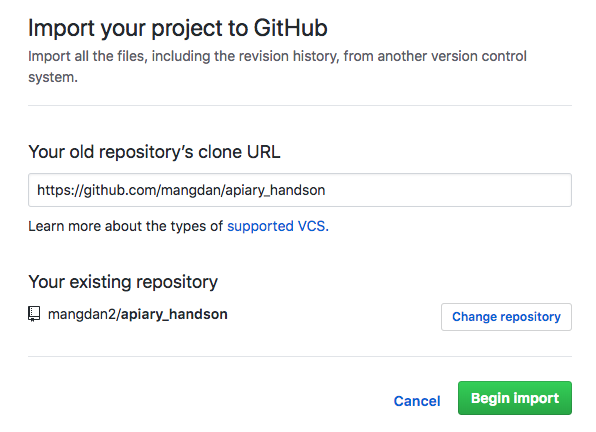 Import your project to GitHub
Import all the files, including the revision history, from another version control
system.
Your old repository’s clone URL
https://github.com/mangdan/apiary_handson
Learn more about the types of supported VCS.
Your existing repository
mangdan2/apiary_handson
Change repository
Cancel
Begin import